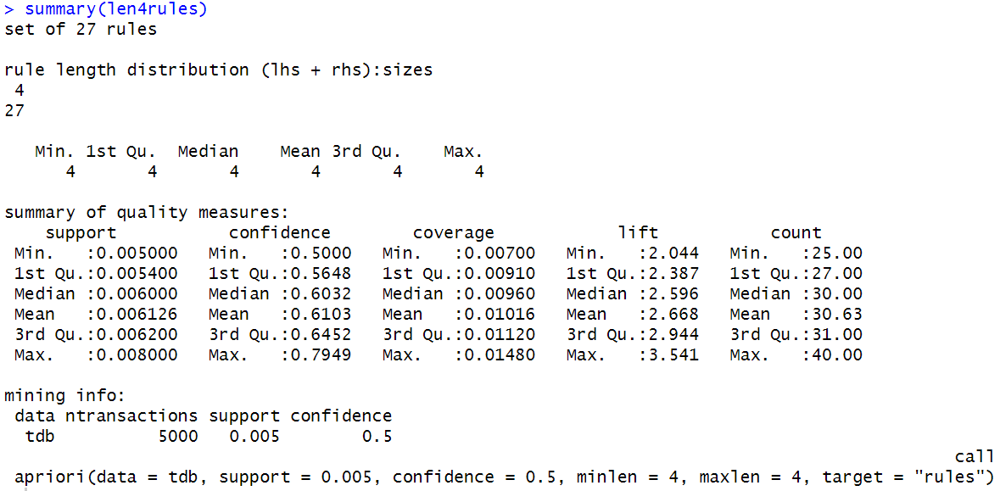 > summary(len4rules)
set of 27 rules
rule length distribution (lhs + rhs):sizes
 4
27
   Min. 1st Qu.  Median    Mean 3rd Qu.    Max.
      4       4       4       4       4       4
summary of quality measures:
    support           confidence        coverage            lift           count
 Min.   :0.005000   Min.   :0.5000   Min.   :0.00700   Min.   :2.044   Min.   :25.00
 1st Qu.:0.005400   1st Qu.:0.5648   1st Qu.:0.00910   1st Qu.:2.387   1st Qu.:27.00
 Median :0.006000   Median :0.6032   Median :0.00960   Median :2.596   Median :30.00
 Mean   :0.006126   Mean   :0.6103   Mean   :0.01016   Mean   :2.668   Mean   :30.63
 3rd Qu.:0.006200   3rd Qu.:0.6452   3rd Qu.:0.01120   3rd Qu.:2.944   3rd Qu.:31.00
 Max.   :0.008000   Max.   :0.7949   Max.   :0.01480   Max.   :3.541   Max.   :40.00
mining info:
 data ntransactions support confidence
  tdb          5000   0.005        0.5
 call
 apriori(data = tdb, support = 0.005, confidence = 0.5, minlen = 4, maxlen = 4, target = "rules")